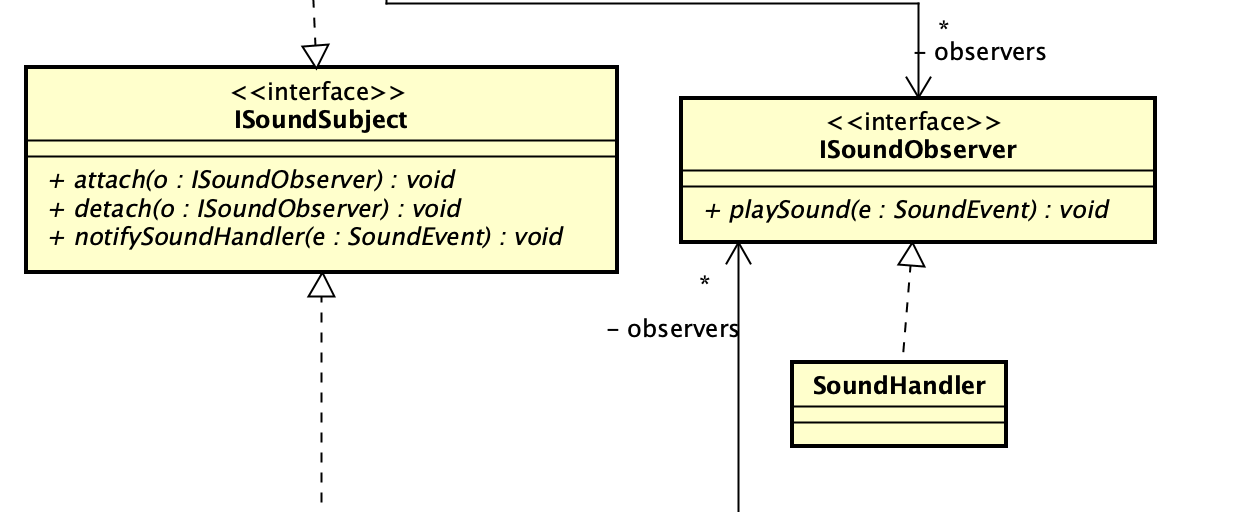 *
- observers
<<interface>>
ISoundSubject
+ attach(o : ISoundObserver) : void
+ detach(o : ISoundObserver) : void
+ notifySoundHandler(e : SoundEvent) : void
<<interface>>
ISoundObserver
+ playSound(e : SoundEvent) : void
*
- observers
SoundHandler